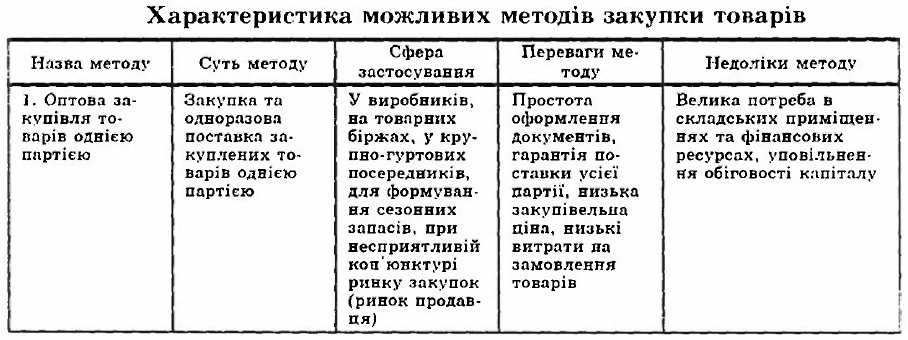 Характеристика можливих методів закупки товарів
Назва методу
Суть методу
Сфера
застосування
Переваги ме-
тоду
Недоліки методу
1. Оптова за-
купівля то-
варів однією
партією
Закупка та
одноразова
поставка за-
куплених то-
варів однією
партією
У виробників,
на товарних
біржах, у кру-
пно-гуртових
посередників,
для формуван-
ня сезонних
запасів, при
несприятливій
кон'юнктурі
ринку закупок
(ринок продав-
ця)
Простота
оформлення
документів,
гарантія по-
ставки усієї
партії, низька
закупівельна
ціна, низькі
витрати на
замовлення
товарів
Велика потреба в
складських приміщен-
нях та фінансових
ресурсах, уповільнен-
ня обіговості капіталу